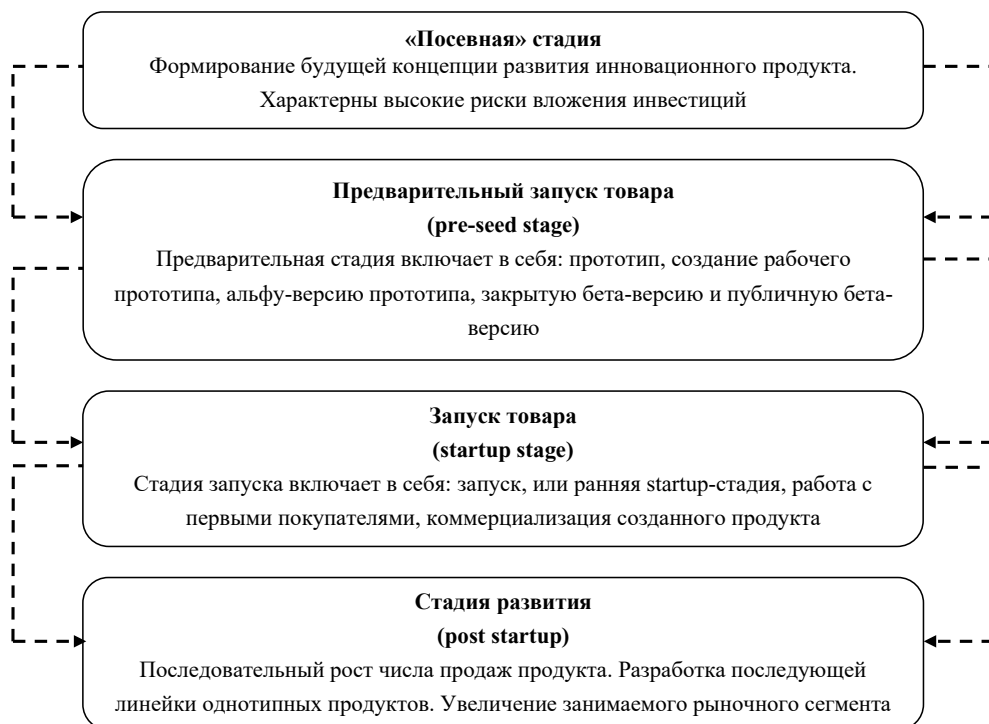 «Посевная» стадия
Формирование будущей концепции развития инновационного продукта.
Характерны высокие риски вложения инвестиций
Предварительный запуск товара
(pre-seed stage)
Предварительная стадия включает в себя: прототип, создание рабочего
прототипа, альфу-версию прототипа, закрытую бета-версию и публичную бета-
версию
Запуск товара
(startup stage)
Стадия запуска включает в себя: запуск, или ранняя startup-стадия, работа с
первыми покупателями, коммерциализация созданного продукта
Стадия развития
(post startup)
Последовательный рост числа продаж продукта. Разработка последующей
линейки однотипных продуктов. Увеличение занимаемого рыночного сегмента